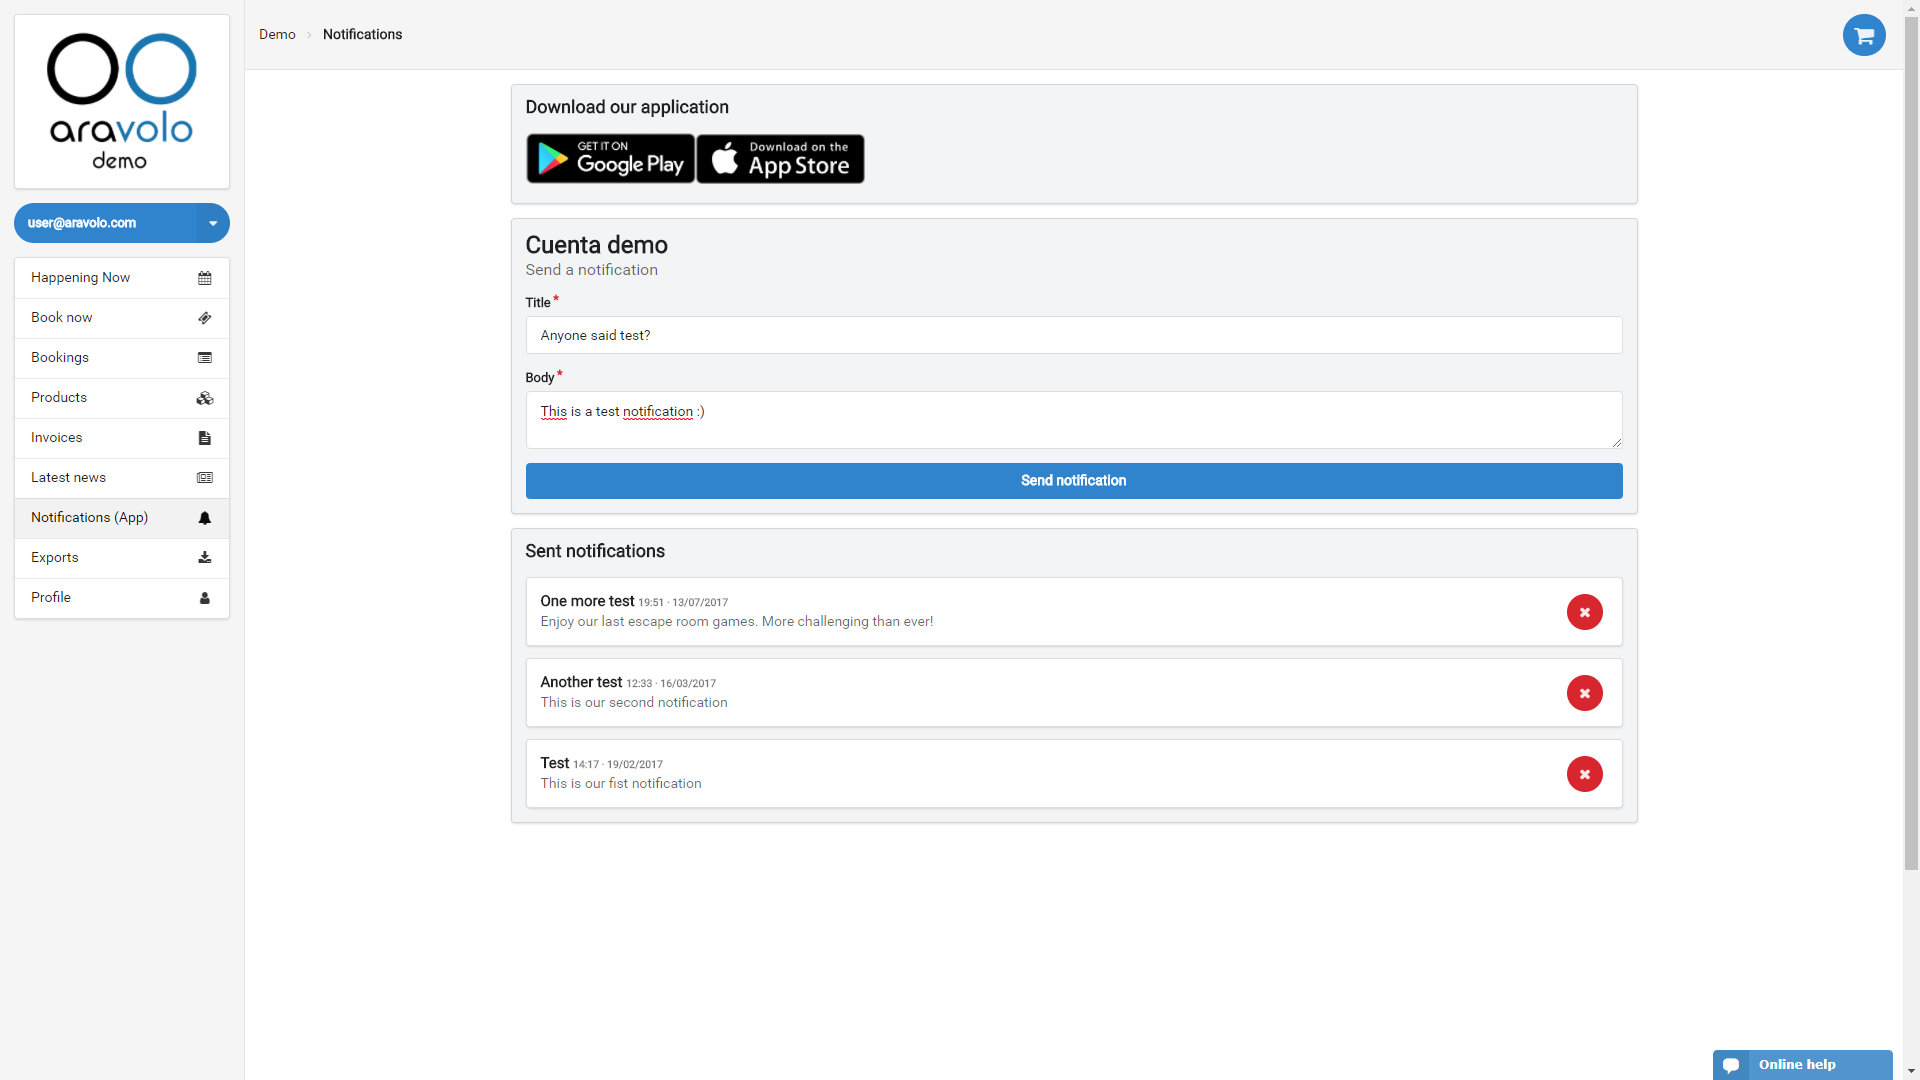 aravolo
demo
user@aravolo.com
Happening Now
Book now
Bookings
Products
Invoices
Latest news
Notifications (App)
Exports
Profile
Demo
Notifications
Download our application
GET IT ON
Google Play
Download on the
App Store
Cuenta demo
Send a notification
Title *
Anyone said test?
Body *
This is a test notification :)
Send notification
Sent notifications
One more test 19:51 · 13/07/2017
Enjoy our last escape room games. More challenging than ever!
Another test 12:33 · 16/03/2017
This is our second notification
Test 14:17 · 19/02/2017
This is our fist notification
Online help